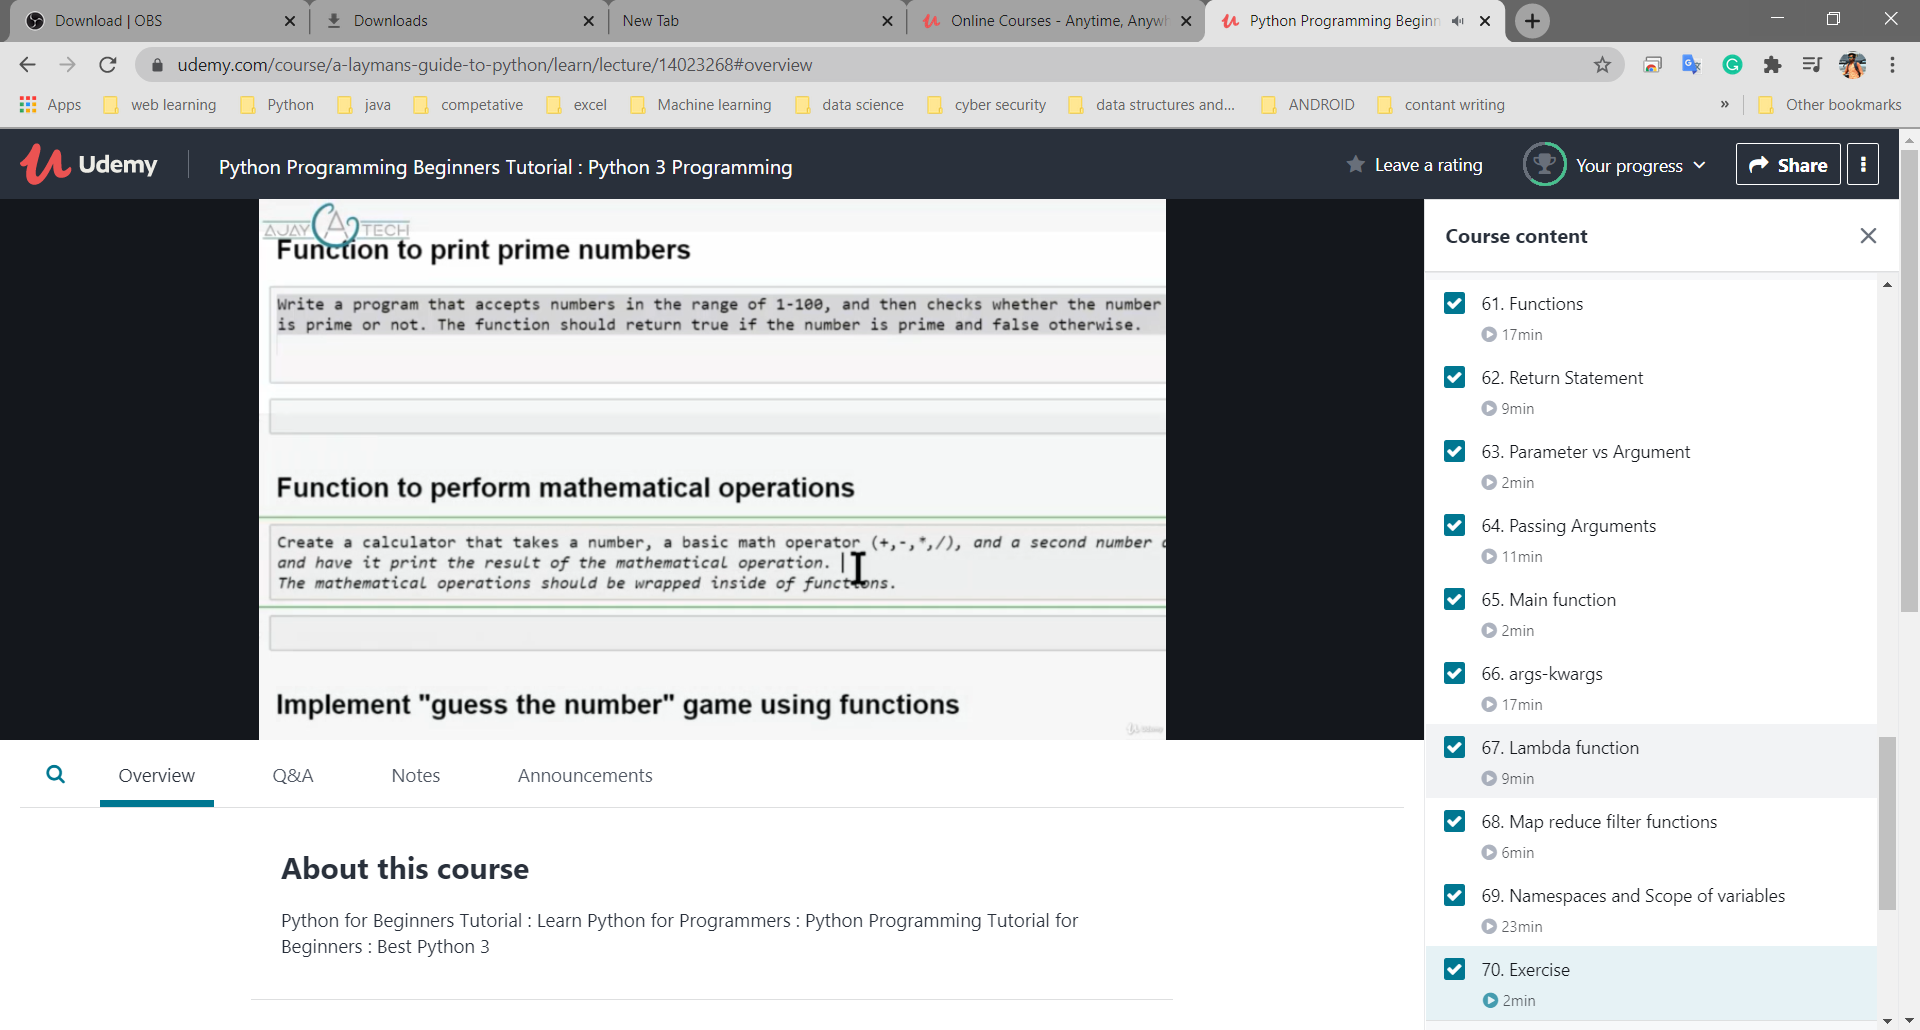 Download | OBS
Downloads
New Tab
Online Courses - Anytime, Anywh
Python Programming Beginn
udemy.com/course/a-laymans-guide-to-python/learn/lecture/14023268#overview
Apps
web learning
Python
java
competative
excel
Machine learning
data science
cyber security
data structures and...
ANDROID
contant writing
»
Other bookmarks
Udemy
Python Programming Beginners Tutorial : Python 3 Programming
Leave a rating
Your progress
Share
AJAY TECH
Function to print prime numbers
Write a program that accepts numbers in the range of 1-100, and then checks whether the number
is prime or not. The function should return true if the number is prime and false otherwise.
Function to perform mathematical operations
Create a calculator that takes a number, a basic math operator (+,-,*,/), and a second number
and have it print the result of the mathematical operation.
The mathematical operations should be wrapped inside of functions.
Implement "guess the number" game using functions
Udemy
Course content
61. Functions
17min
62. Return Statement
9min
63. Parameter vs Argument
2min
64. Passing Arguments
11min
65. Main function
2min
66. args-kwargs
17min
67. Lambda function
9min
68. Map reduce filter functions
6min
69. Namespaces and Scope of variables
23min
70. Exercise
2min
Overview
Q&A
Notes
Announcements
About this course
Python for Beginners Tutorial : Learn Python for Programmers : Python Programming Tutorial for
Beginners : Best Python 3